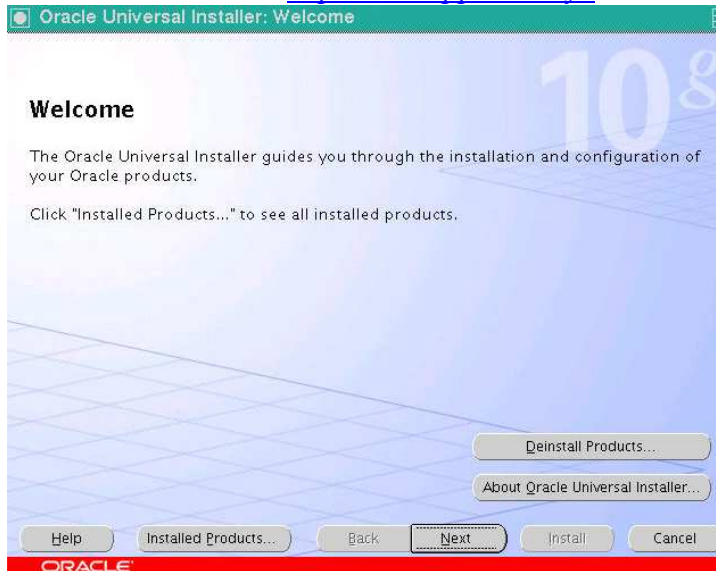 Oracle Universal Installer: Welcome
10g
Welcome
The Oracle Universal Installer guides you through the installation and configuration of
your Oracle products.
Click "Installed Products..." to see all installed products.
Deinstall Products...
About Oracle Universal Installer...
Help
Installed Products...
Back
Next
Install
Cancel
ORACLE